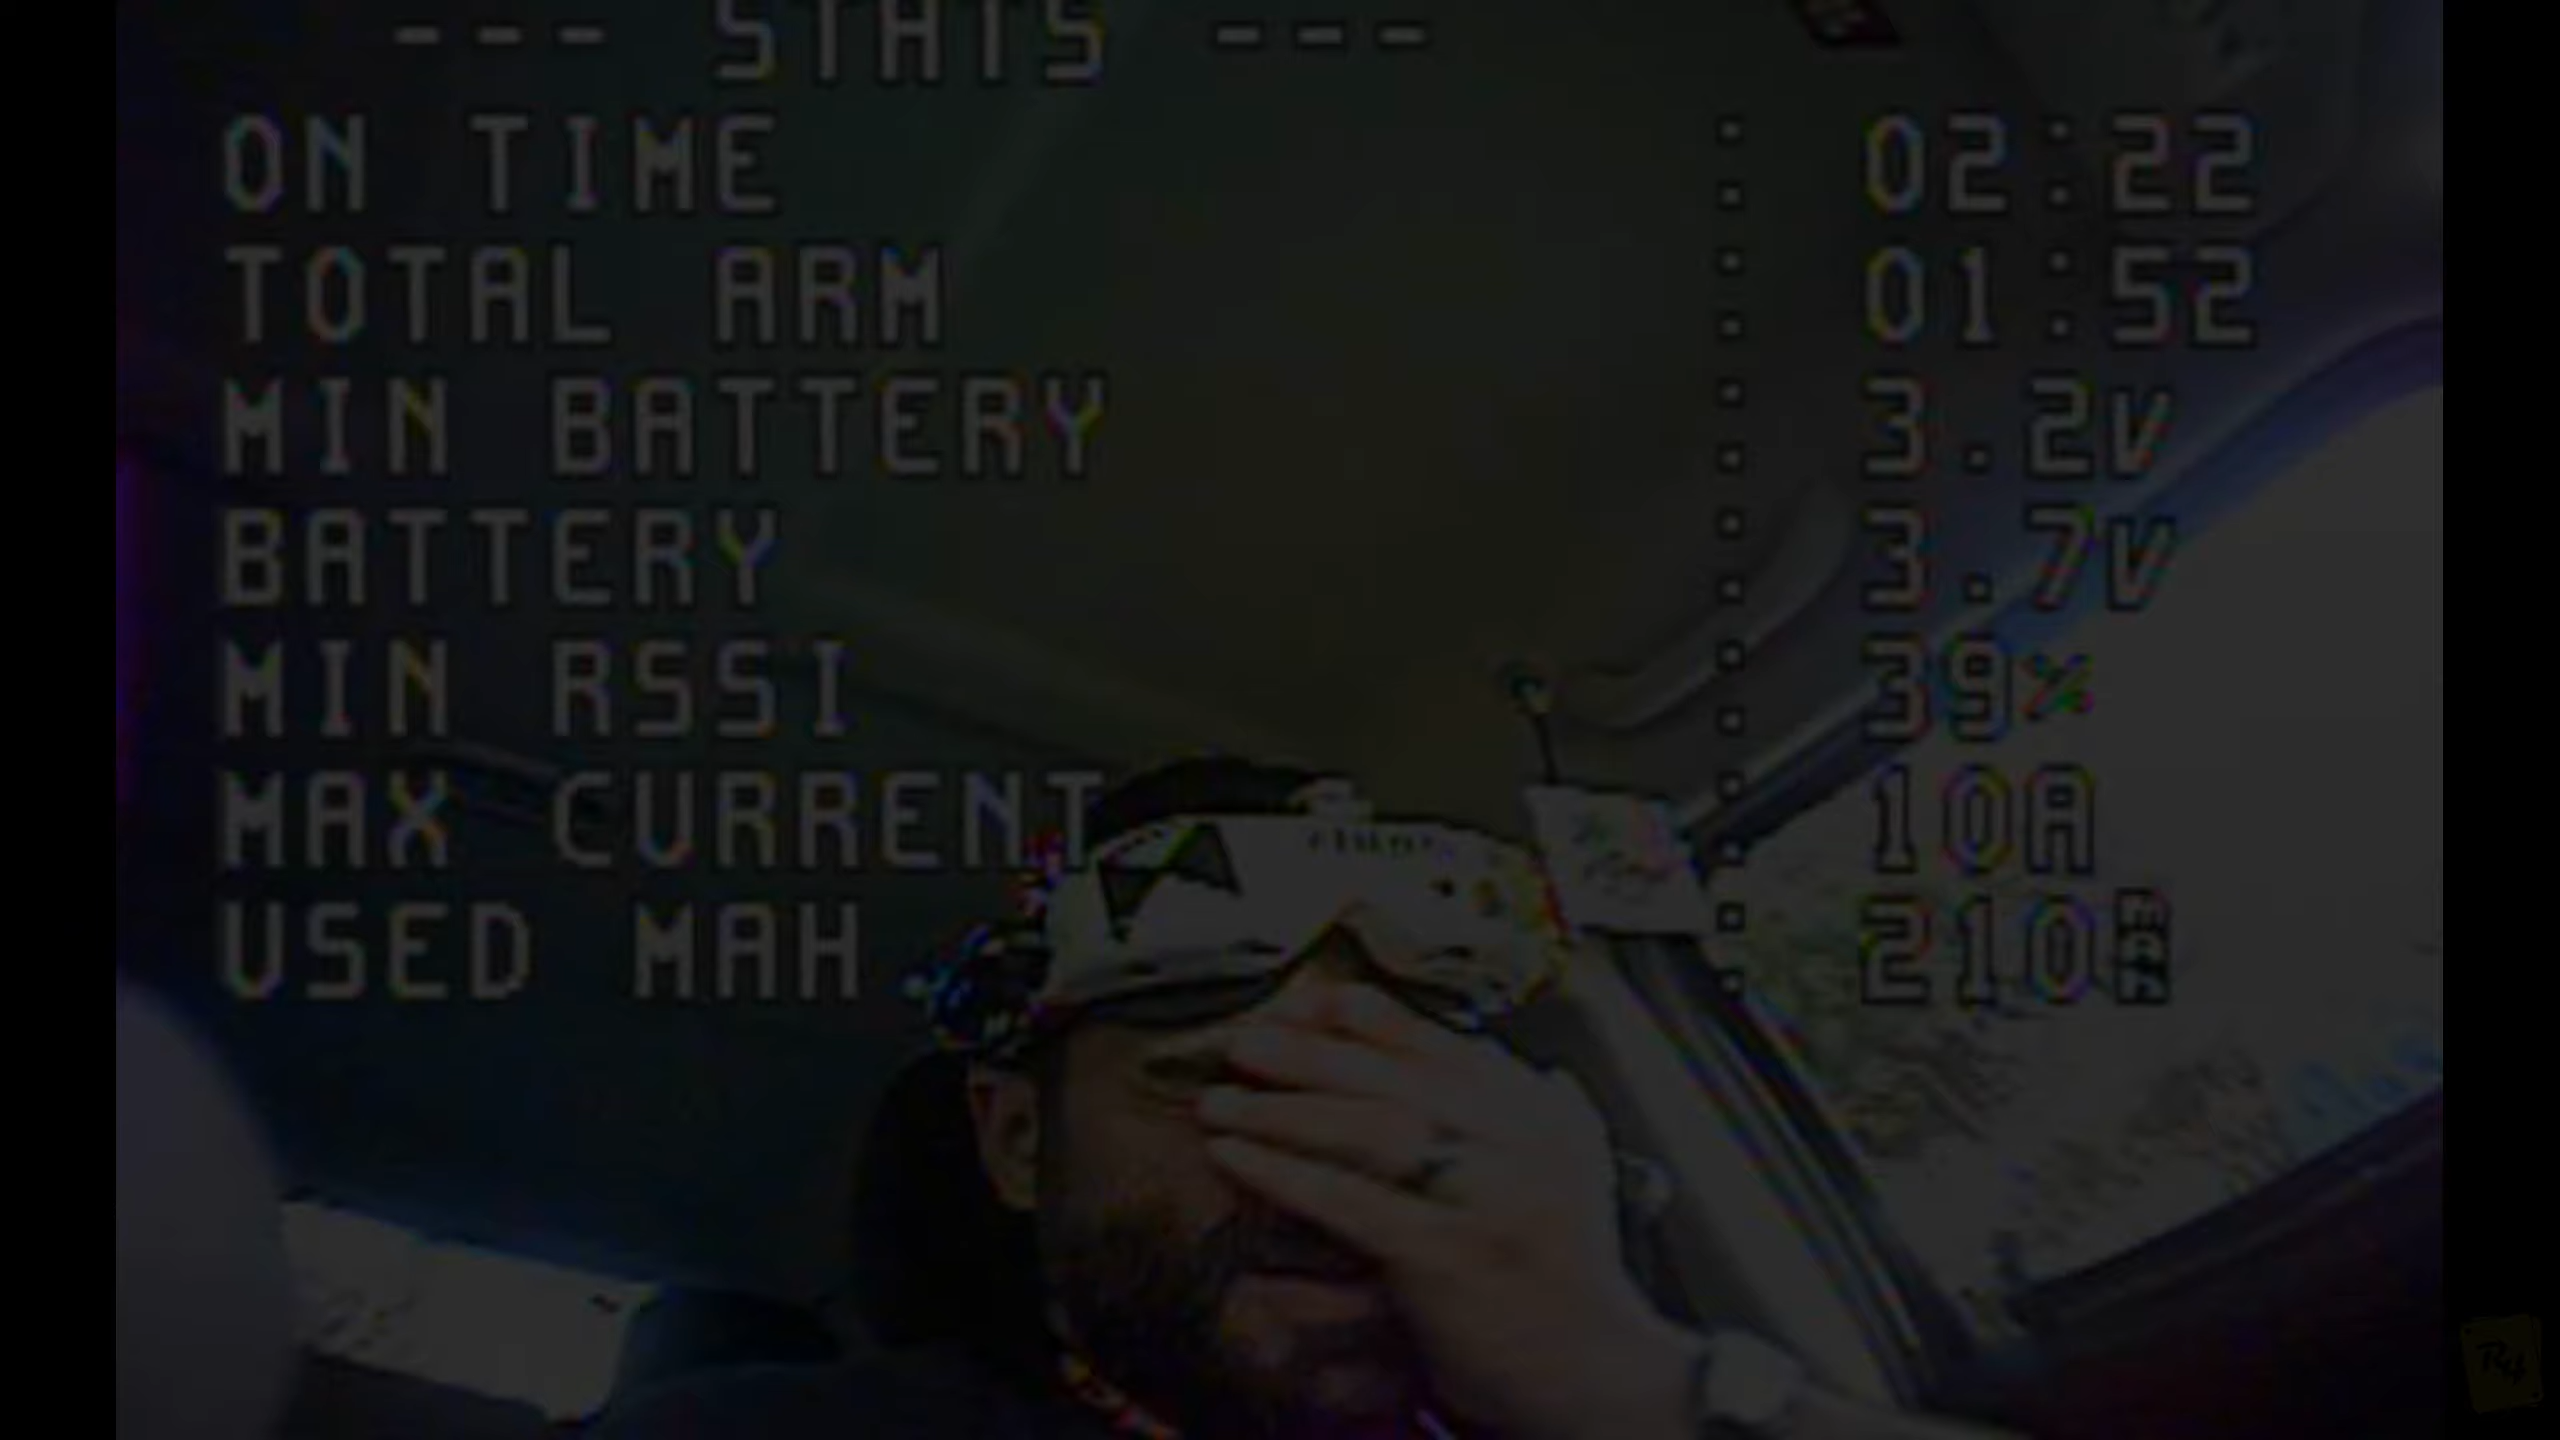 --- STATS ---
ON TIME : 02:22
TOTAL ARM : 01:52
MIN BATTERY : 3.2V
BATTERY : 3.7V
MIN RSSI : 39%
MAX CURRENT : 10A
USED MAH : 210mAh